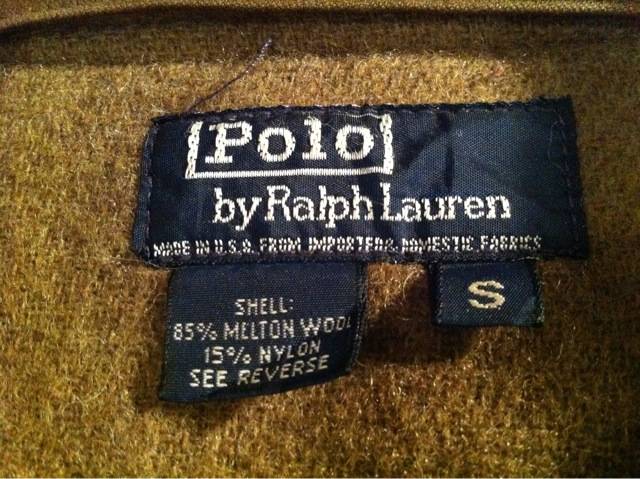 Polo
by Ralph Lauren
MADE IN U.S.A. FROM IMPORTED & DOMESTIC FABRICS
S
SHELL:
85% MELTON WOOL
15% NYLON
SEE REVERSE